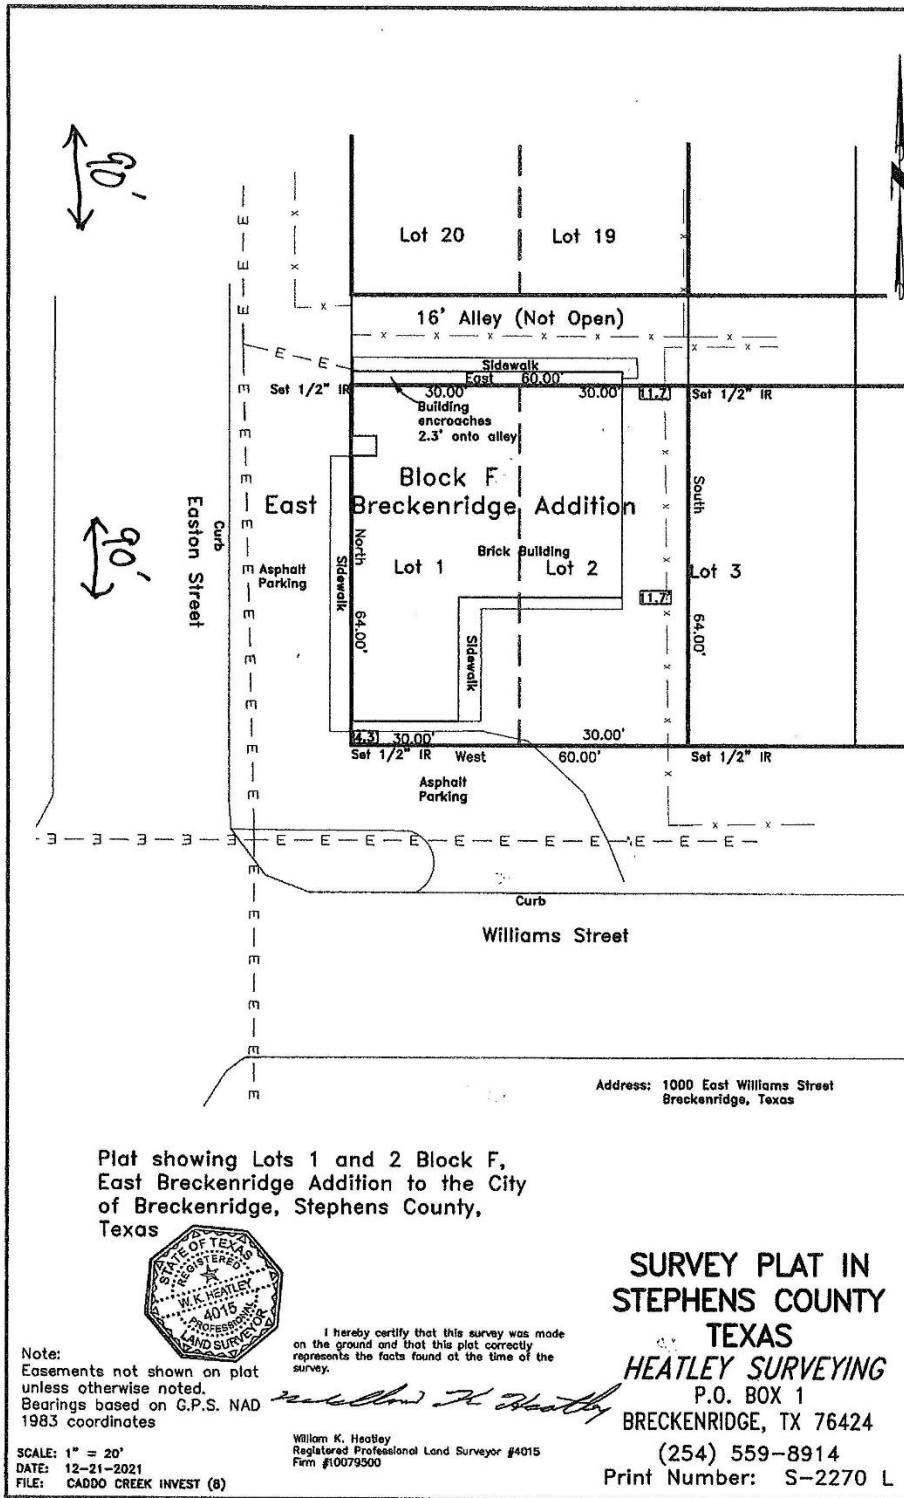 90'
Lot 20
Lot 19
16' Alley (Not Open)
Sidewalk
East 60.00'
Set 1/2" IR
30.00'
30.00'
11.7'
Set 1/2" IR
Building
encroaches
2.3' onto alley
Block F
East Breckenridge Addition
90'
Easton Street
Curb
Asphalt
Parking
Sidewalk
North 64.00'
Lot 1
Brick Building
Lot 2
Sidewalk
11.7'
South 64.00'
Lot 3
4.3'
30.00'
30.00'
Set 1/2" IR
West
60.00'
Set 1/2" IR
Asphalt
Parking
Curb
Williams Street
Address: 1000 East Williams Street
Breckenridge, Texas
Plat showing Lots 1 and 2 Block F,
East Breckenridge Addition to the City
of Breckenridge, Stephens County,
Texas
STATE OF TEXAS
REGISTERED
W. K. HEATLEY
4015
PROFESSIONAL
LAND SURVEYOR
Note:
Easements not shown on plat
unless otherwise noted.
Bearings based on G.P.S. NAD
1983 coordinates
SCALE: 1" = 20'
DATE: 12-21-2021
FILE: CADDO CREEK INVEST (8)
I hereby certify that this survey was made
on the ground and that this plat correctly
represents the facts found at the time of the
survey.
William K. Heatley
William K. Heatley
Registered Professional Land Surveyor #4015
Firm #10079500
SURVEY PLAT IN
STEPHENS COUNTY
TEXAS
HEATLEY SURVEYING
P.O. BOX 1
BRECKENRIDGE, TX 76424
(254) 559-8914
Print Number: S-2270 L